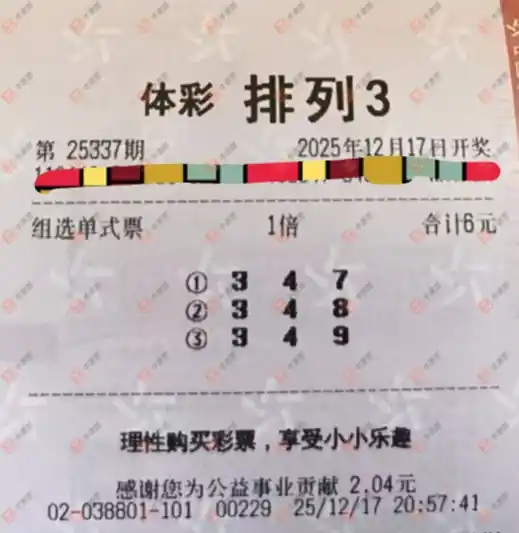 体彩 排列3
第 25337期 2025年12月17日开奖
组选单式票 1倍 合计6元
① 3 4 7
② 3 4 8
③ 3 4 9
理性购买彩票，享受小小乐趣
感谢您为公益事业贡献 2.04元
02-038801-101 00229 25/12/17 20:57:41